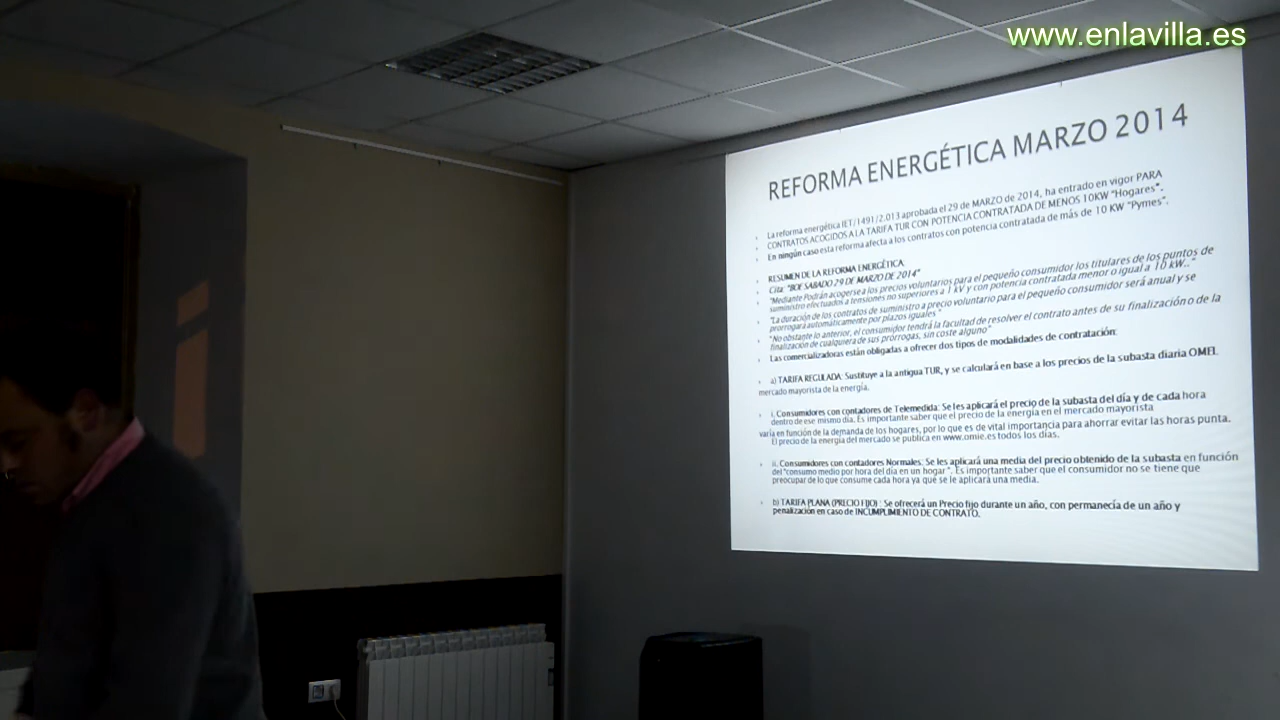 www.enlavilla.es
REFORMA ENERGÉTICA MARZO 2014
La reforma energética IET/1491/2.013 aprobada el 29 de MARZO de 2014, ha entrado en vigor PARA
CONTRATOS ACOGIDOS A LA TARIFA TUR CON POTENCIA CONTRATADA DE MENOS 10KW "Hogares".
En ningún caso esta reforma afecta a los contratos con potencia contratada de más de 10 KW "Pymes".
RESUMEN DE LA REFORMA ENERGÉTICA:
Cita: "BOE SABADO 29 DE MARZO DE 2014"
"Mediante Podrán acogerse a los precios voluntarios para el pequeño consumidor los titulares de los puntos de
suministro efectuados a tensiones no superiores a 1 kV y con potencia contratada menor o igual a 10 kW..."
"La duración de los contratos de suministro a precio voluntario para el pequeño consumidor será anual y se
prorrogará automáticamente por plazos iguales"
"No obstante lo anterior, el consumidor tendrá la facultad de resolver el contrato antes de su finalización o de la
finalización de cualquiera de sus prórrogas, sin coste alguno"
Las comercializadoras están obligadas a ofrecer dos tipos de modalidades de contratación:
a) TARIFA REGULADA: Sustituye a la antigua TUR, y se calculará en base a los precios de la subasta diaria OMEL
mercado mayorista de la energía.
i. Consumidores con contadores de Telemedida: Se les aplicará el precio de la subasta del día y de cada hora
dentro de ese mismo día. Es importante saber que el precio de la energía en el mercado mayorista
varía en función de la demanda de los hogares, por lo que es de vital importancia para ahorrar evitar las horas punta.
El precio de la energía del mercado se publica en www.omie.es todos los días.
ii. Consumidores con contadores Normales: Se les aplicará una media del precio obtenido de la subasta en función
del "consumo medio por hora del día en un hogar". Es importante saber que el consumidor no se tiene que
preocupar de lo que consume cada hora ya que se le aplicará una media.
b) TARIFA PLANA (PRECIO FIJO) : Se ofrecerá un Precio fijo durante un año, con permanecía de un año y
penalización en caso de INCUMPLIMIENTO DE CONTRATO.